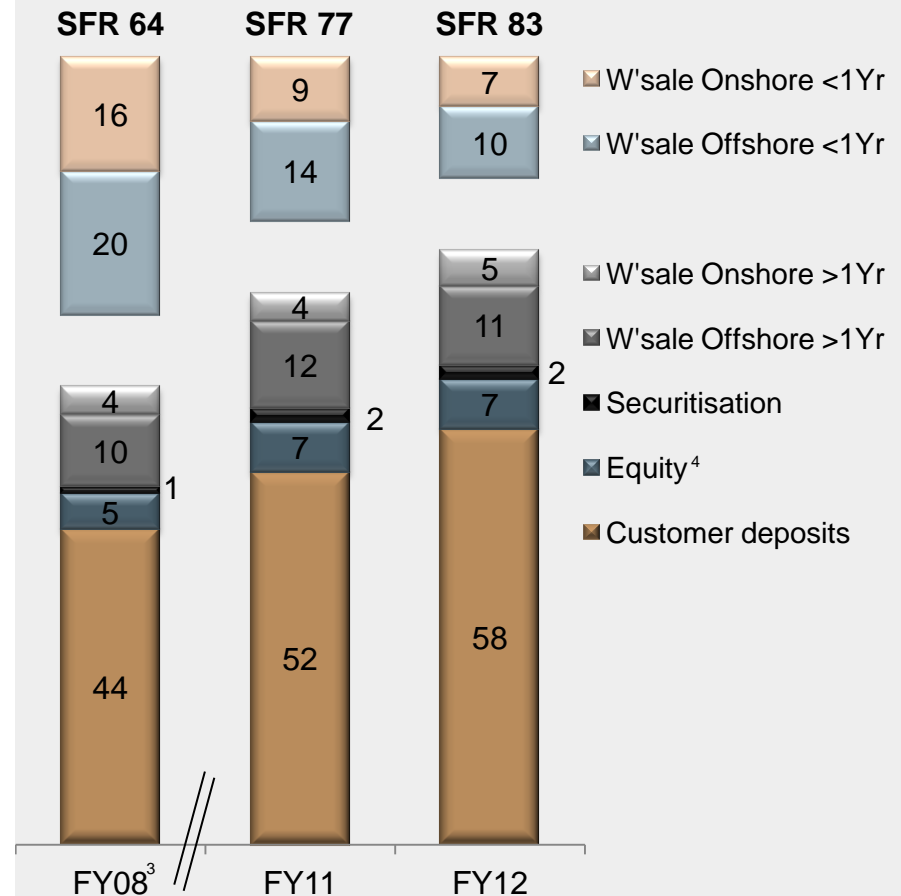 SFR 64 SFR 77 SFR 83
16 9 7 W'sale Onshore <1Yr
20 14 10 W'sale Offshore <1Yr
4 4 5 W'sale Onshore >1Yr
10 12 11 W'sale Offshore >1Yr
1 2 2 Securitisation
5 7 7 Equity⁴
44 52 58 Customer deposits
FY08³ FY11 FY12